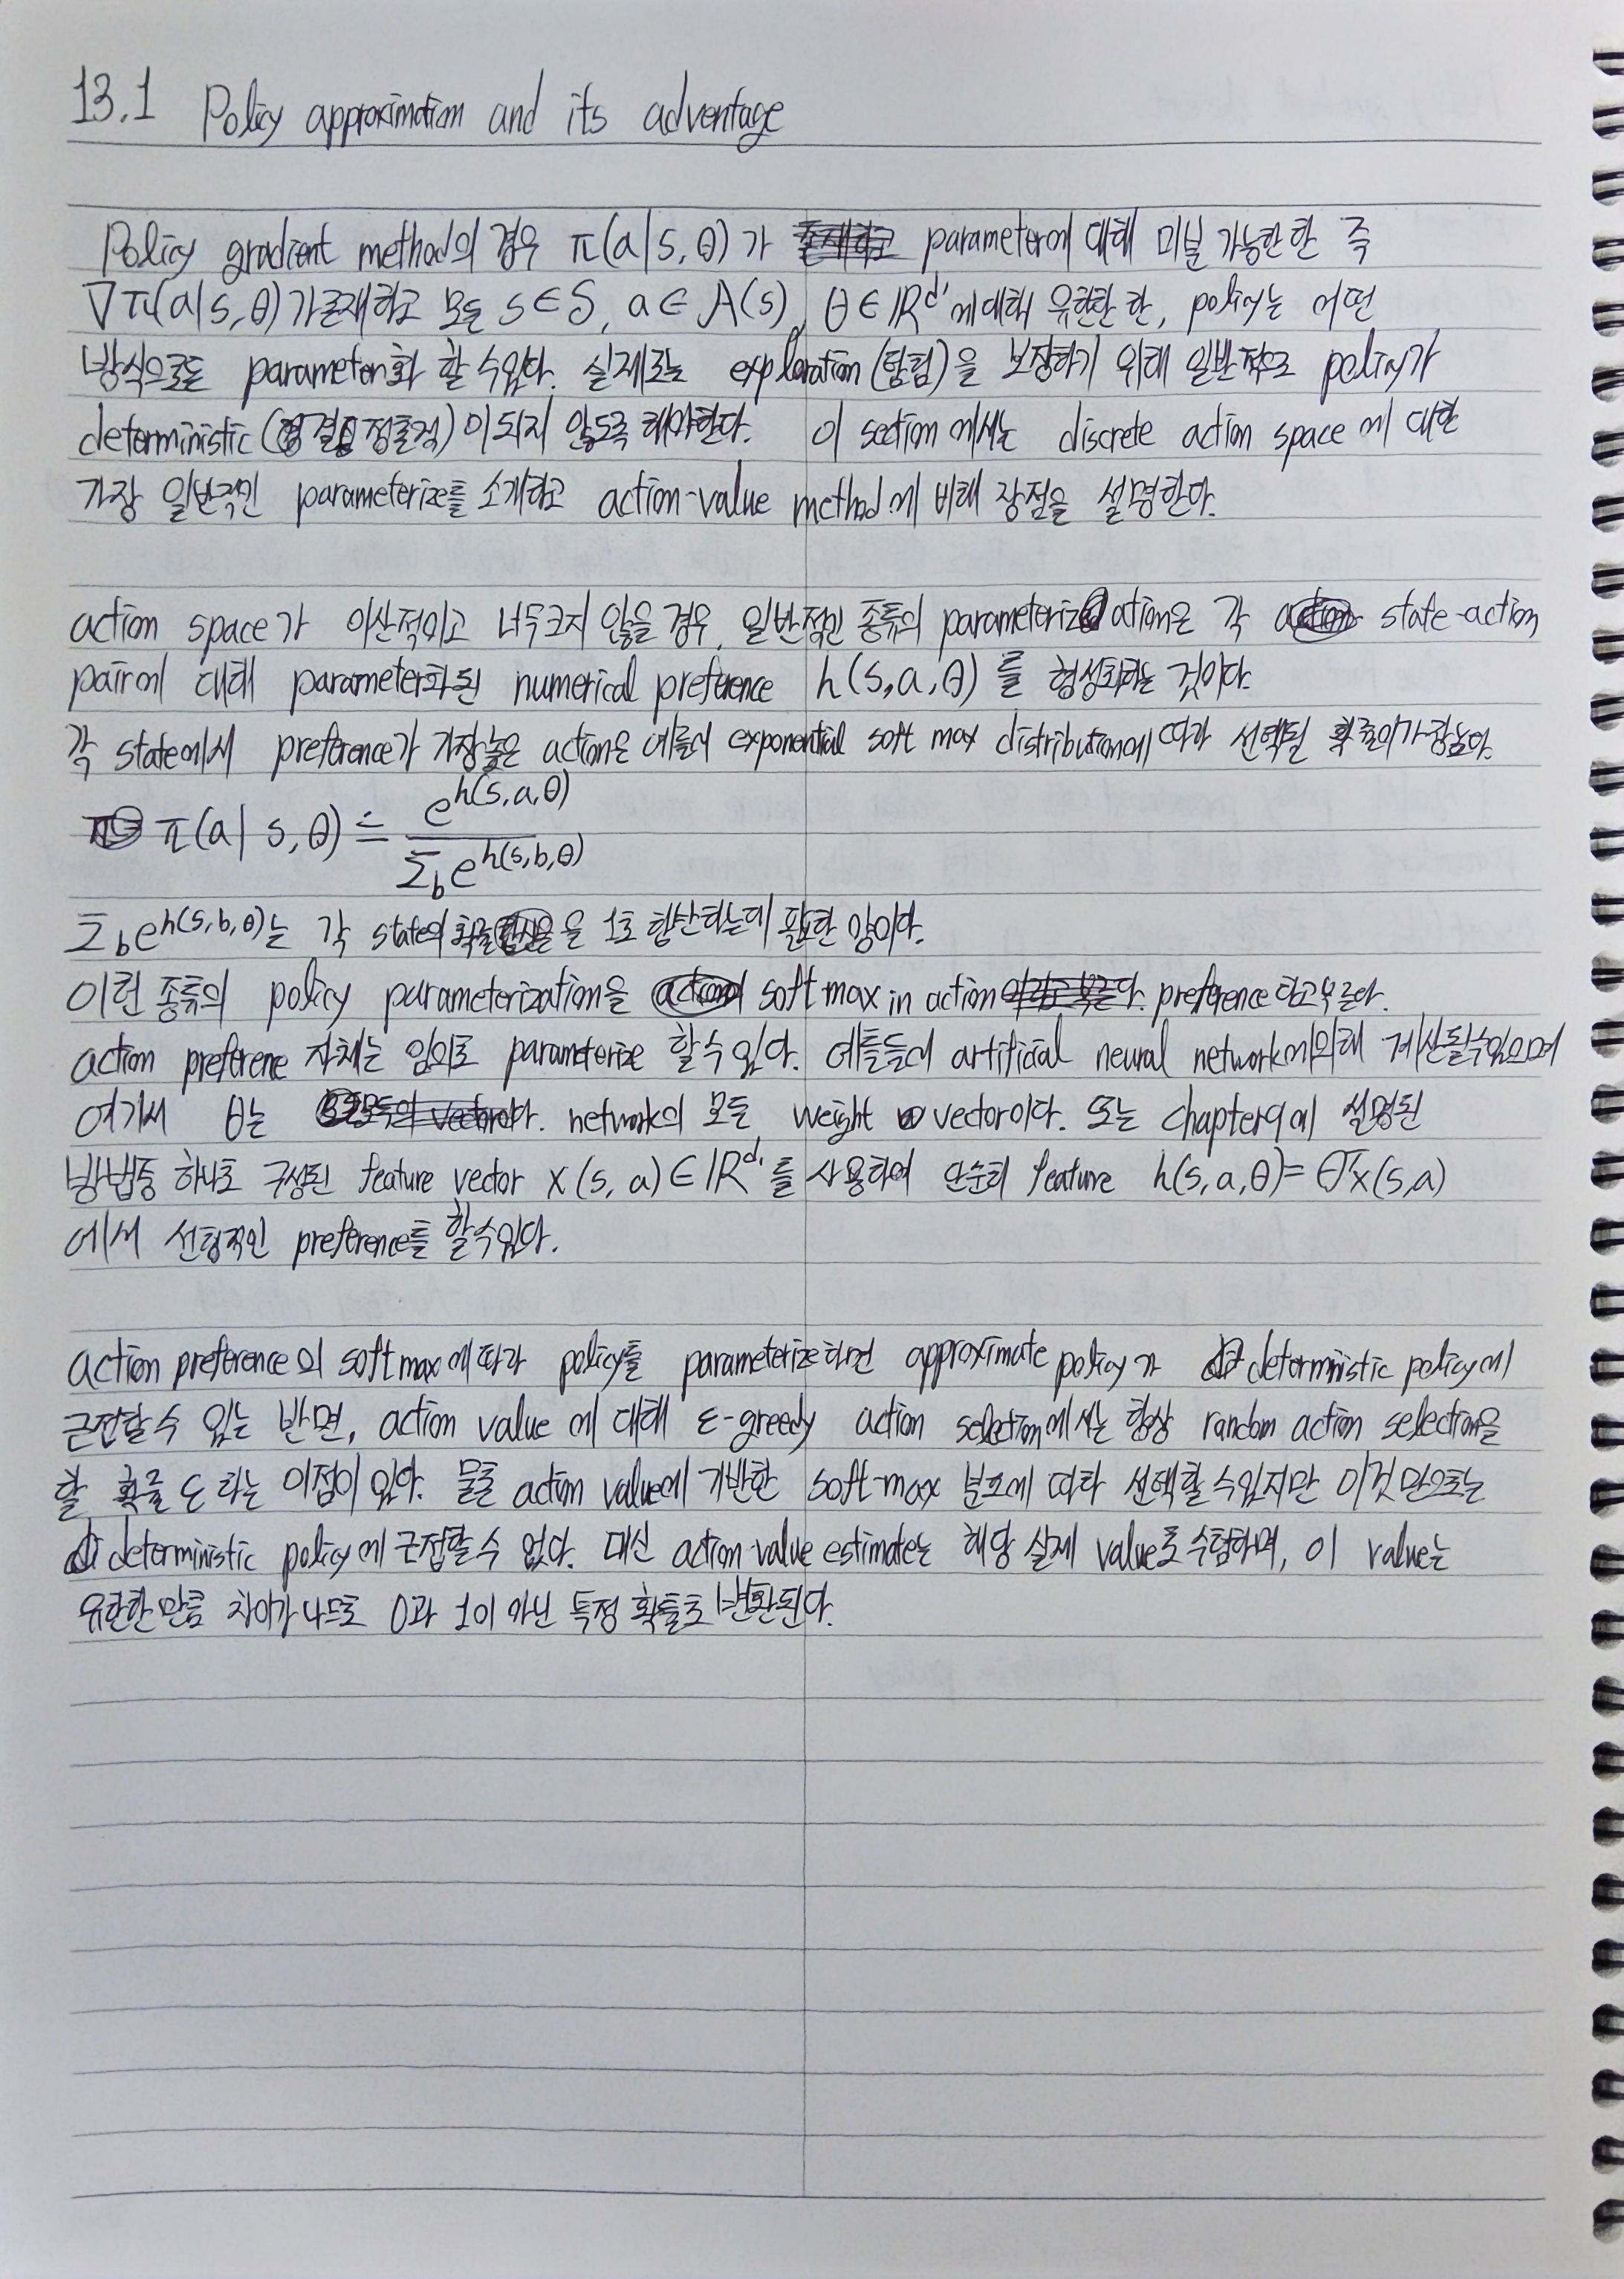 13.1 Policy approximation and its advantage
Policy gradient method의 경우 π(a|s,θ)가 parameter에 대해 미분 가능한 한 즉
∇π(a|s,θ)가 존재하고 모든 s∈S, a∈A(s), θ∈ℝᵈ'에 대해 유한한 한, policy는 어떤
방식으로든 parameter화 할 수 있다. 실제로는 exploration(탐험)을 보장하기 위해 일반적으로 policy가
deterministic(결정론적)이 되지 않도록 해야한다. 이 section에서는 discrete action space에 대한
가장 일반적인 parameterize를 소개하고 action-value method에 비해 장점을 설명한다.
action space가 이산적이고 너무 크지 않을 경우, 일반적인 종류의 parameterization은 각 state-action
pair에 대해 parameter화된 numerical preference h(s,a,θ)를 형성하는 것이다.
각 state에서 preference가 가장 높은 action은 예를들어 exponential soft max distribution에 따라 선택될 확률이 가장 높다.
π(a|s,θ) ≐ e^h(s,a,θ) / Σ_b e^h(s,b,θ)
Σ_b e^h(s,b,θ)는 각 state의 확률을 1로 합산하는데 필요한 양이다.
이런 종류의 policy parameterization을 soft max in action preference라고 부른다.
action preference 자체는 임의로 parameterize 할 수 있다. 예를들어 artificial neural network에 의해 계산될 수 있으며
여기서 θ는 network의 모든 weight vector이다. 또는 chapter9에 설명된
방법중 하나로 구성된 feature vector x(s,a)∈ℝᵈ'를 사용하여 단순히 feature h(s,a,θ)=θᵀx(s,a)
에서 선형적인 preference를 할 수 있다.
action preference의 soft max에 따라 policy를 parameterize하면 approximate policy가 deterministic policy에
근접할 수 있는 반면, action value에 대해 ε-greedy action selection에서는 항상 random action selection을
할 확률 ε라는 이점이 있다. 물론 action value에 기반한 soft-max 분포에 따라 선택할 수 있지만 이것만으로는
deterministic policy에 근접할 수 없다. 대신 action-value estimate는 해당 실제 value로 수렴하며, 이 value는
유한한 만큼 차이가 나므로 0과 1이 아닌 특정 확률로 변환된다.